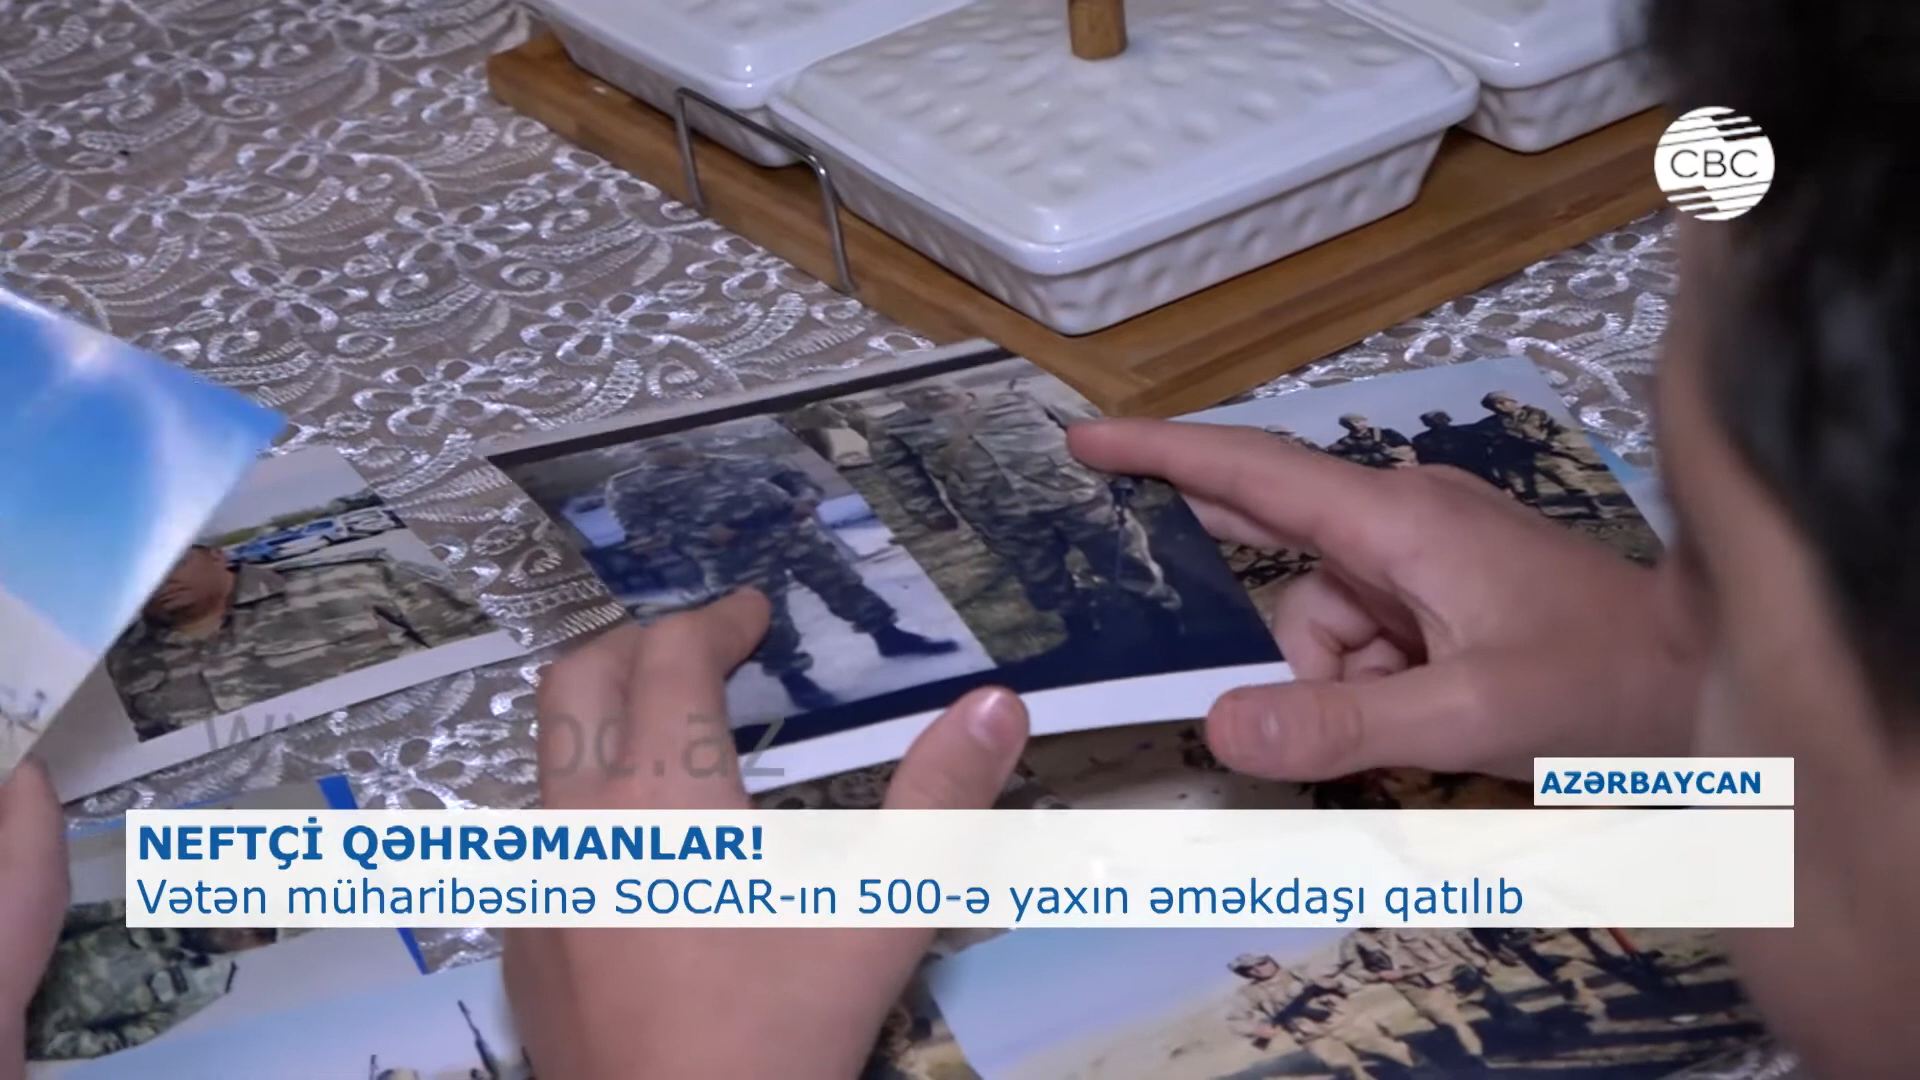 CBC
AZƏRBAYCAN
NEFTÇİ QƏHRƏMANLAR!
Vətən müharibəsinə SOCAR-ın 500-ə yaxın əməkdaşı qatılıb